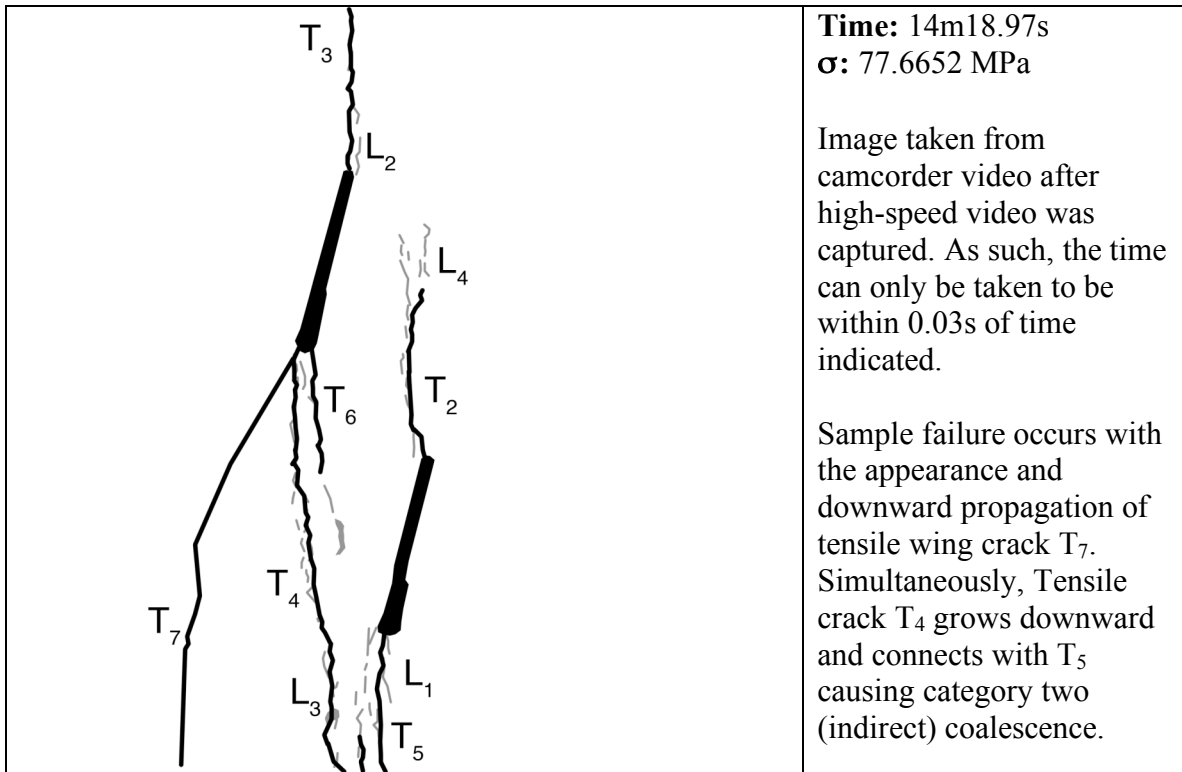 T₃
L₂
L₄
T₆
T₂
T₄
T₇
L₃
L₁
T₅
Time: 14m18.97s
σ: 77.6652 MPa
Image taken from
camcorder video after
high-speed video was
captured. As such, the time
can only be taken to be
within 0.03s of time
indicated.
Sample failure occurs with
the appearance and
downward propagation of
tensile wing crack T₇.
Simultaneously, Tensile
crack T₄ grows downward
and connects with T₅
causing category two
(indirect) coalescence.